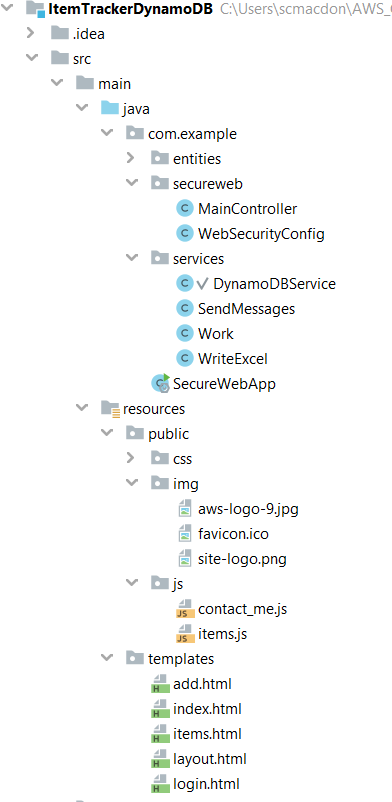 ItemTrackerDynamoDB C:\Users\scmacdon\AWS_
.idea
src
main
java
com.example
entities
secureweb
MainController
WebSecurityConfig
services
DynamoDBService
SendMessages
Work
WriteExcel
SecureWebApp
resources
public
css
img
aws-logo-9.jpg
favicon.ico
site-logo.png
js
contact_me.js
items.js
templates
add.html
index.html
items.html
layout.html
login.html